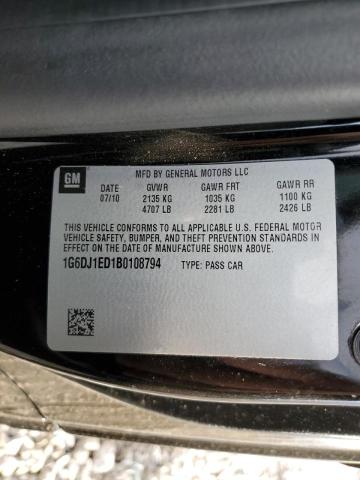 GM
MFD BY GENERAL MOTORS LLC
DATE GVWR GAWR FRT GAWR RR
07/10 2135 KG 1035 KG 1100 KG
4707 LB 2281 LB 2426 LB
THIS VEHICLE CONFORMS TO ALL APPLICABLE U.S. FEDERAL MOTOR
VEHICLE SAFETY, BUMPER, AND THEFT PREVENTION STANDARDS IN
EFFECT ON THE DATE OF MANUFACTURE SHOWN ABOVE.
1G6DJ1ED1B0108794 TYPE: PASS CAR